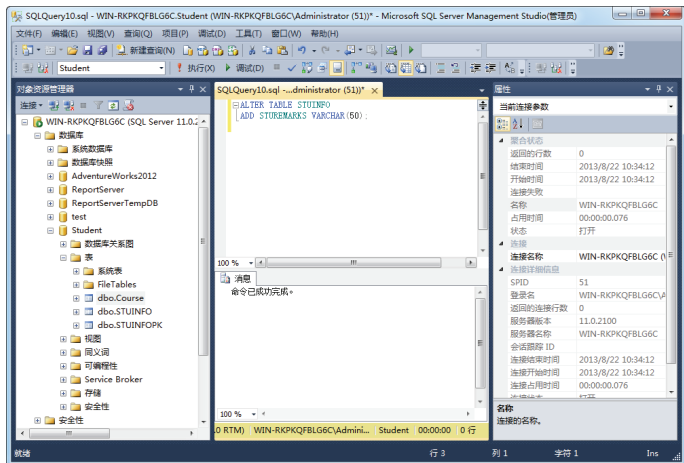 SQLQuery10.sql - WIN-RKPKQFBLG6C.Student (WIN-RKPKQFBLG6C\Administrator (51))* - Microsoft SQL Server Management Studio(管理员)
文件(F) 编辑(E) 视图(V) 查询(Q) 项目(P) 调试(D) 工具(T) 窗口(W) 帮助(H)
新建查询(N)
Student 执行(X) 调试(D)
对象资源管理器
连接
WIN-RKPKQFBLG6C (SQL Server 11.0.2
数据库
系统数据库
数据库快照
AdventureWorks2012
ReportServer
ReportServerTempDB
test
Student
数据库关系图
表
系统表
FileTables
dbo.Course
dbo.STUINFO
dbo.STUINFOPK
视图
同义词
可编程性
Service Broker
存储
安全性
安全性
SQLQuery10.sql -...dministrator (51))*
ALTER TABLE STUINFO
ADD STUREMARKS VARCHAR(50);
100 %
消息
命令已成功完成。
100 %
.0 RTM) WIN-RKPKQFBLG6C\Admini... Student 00:00:00 0 行
属性
当前连接参数
聚合状态
返回的行数 0
结束时间 2013/8/22 10:34:12
开始时间 2013/8/22 10:34:12
连接失败
名称 WIN-RKPKQFBLG6C
占用时间 00:00:00.076
状态 打开
连接
连接名称 WIN-RKPKQFBLG6C (\
连接详细信息
SPID 51
登录名 WIN-RKPKQFBLG6C\A
返回的连接行数 0
服务器版本 11.0.2100
服务器名称 WIN-RKPKQFBLG6C
会话跟踪 ID
连接结束时间 2013/8/22 10:34:12
连接开始时间 2013/8/22 10:34:12
连接占用时间 00:00:00.076
连接状态 打开
名称
连接的名称。
就绪 行 3 列 1 字符 1 Ins